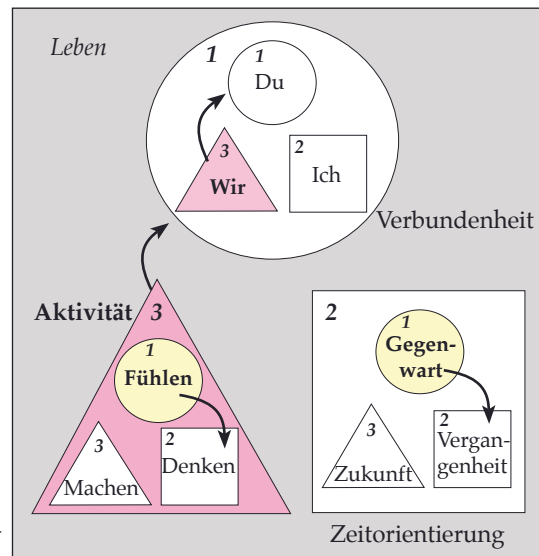 Leben
1
1
Du
3
Wir
2
Ich
Verbundenheit
Aktivität 3
1
Fühlen
3
Machen
2
Denken
2
1
Gegen-
wart
3
Zukunft
2
Vergan-
genheit
Zeitorientierung